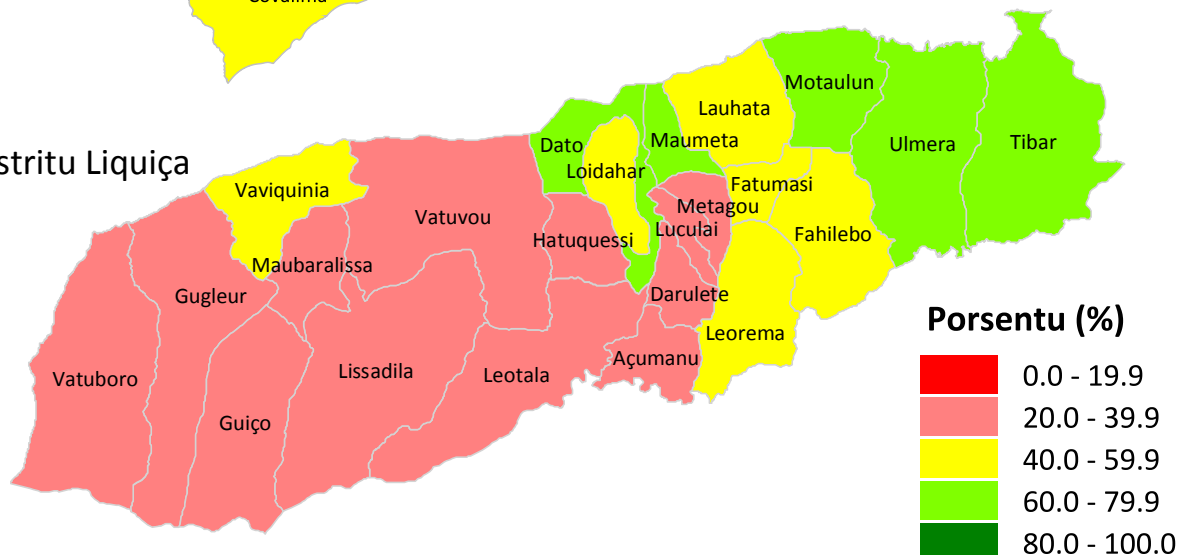 Covalima
stritu Liquiça
Motaulun
Lauhata
Maumeta
Dato
Ulmera
Tibar
Loidahar
Vaviquinia
Fatumasi
Metagou
Vatuvou
Luculai
Hatuquessi
Fahilebo
Maubaralissa
Gugleur
Darulete
Leorema
Açumanu
Vatuboro
Lissadila
Leotala
Guiço
Porsentu (%)
0.0 - 19.9
20.0 - 39.9
40.0 - 59.9
60.0 - 79.9
80.0 - 100.0